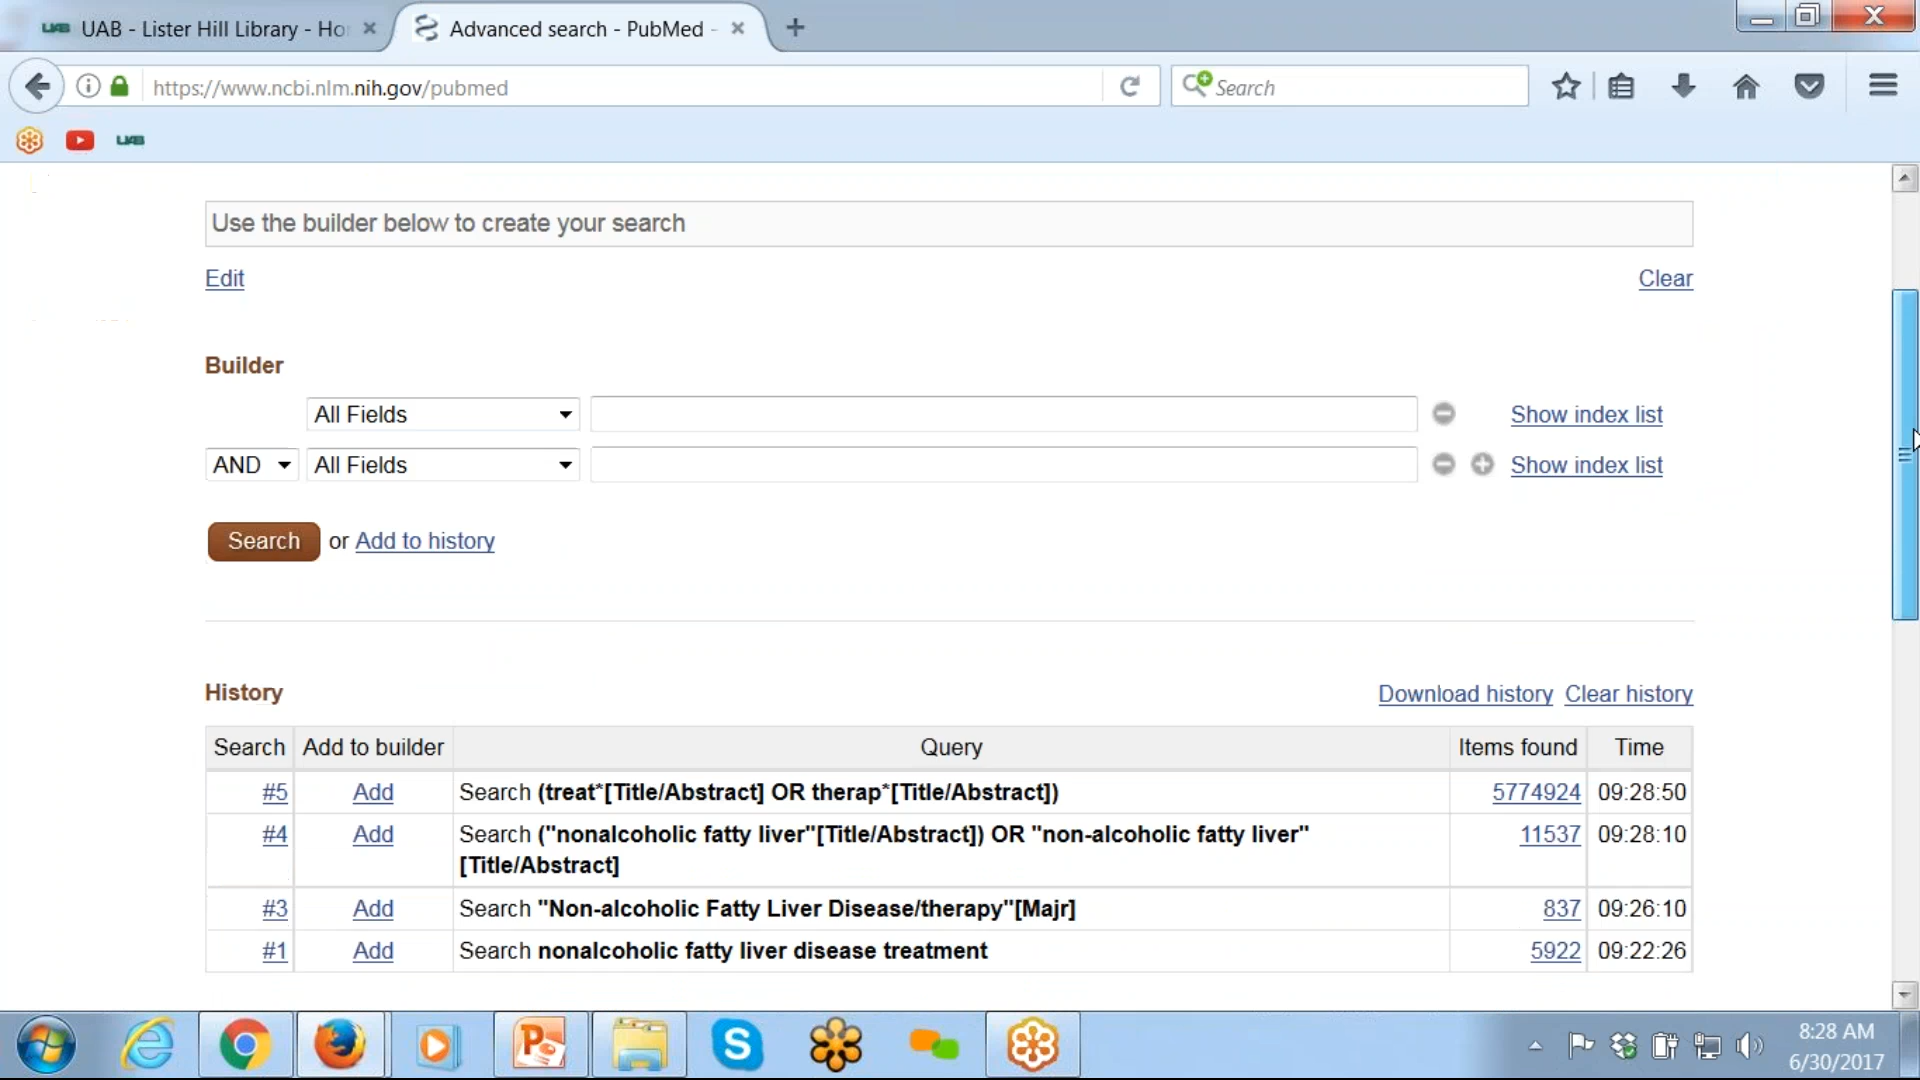 UAB UAB - Lister Hill Library - Ho
Advanced search - PubMed -
https://www.ncbi.nlm.nih.gov/pubmed
Search
UAB
Use the builder below to create your search
Edit Clear
Builder
All Fields Show index list
AND All Fields Show index list
Search or Add to history
History Download history Clear history
Search Add to builder Query Items found Time
#5 Add Search (treat*[Title/Abstract] OR therap*[Title/Abstract]) 5774924 09:28:50
#4 Add Search ("nonalcoholic fatty liver"[Title/Abstract]) OR "non-alcoholic fatty liver" 11537 09:28:10
[Title/Abstract]
#3 Add Search "Non-alcoholic Fatty Liver Disease/therapy"[Majr] 837 09:26:10
#1 Add Search nonalcoholic fatty liver disease treatment 5922 09:22:26
8:28 AM
6/30/2017